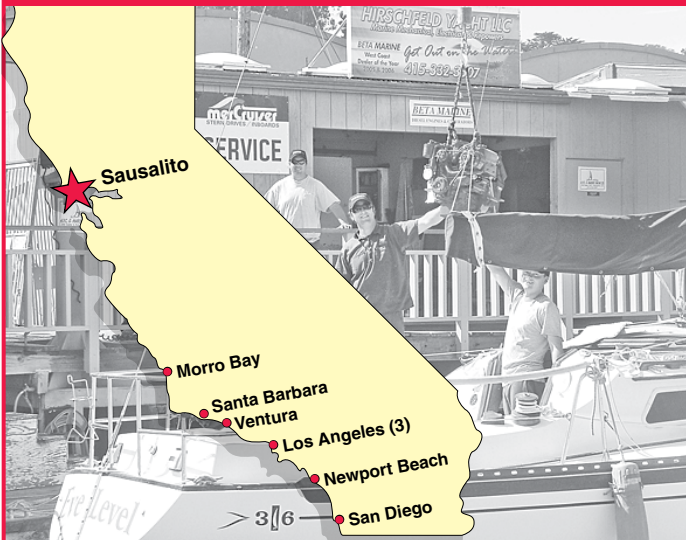 HIRSCHFELD YACHT LLC
BETA MARINE
West Coast
Dealer of the Year
Get Out on the Water
415-332-3507
merCruiser
STERN DRIVES / INBOARDS
SERVICE
BETA MARINE
Sausalito
Morro Bay
Santa Barbara
Ventura
Los Angeles (3)
Newport Beach
San Diego
Eye Level